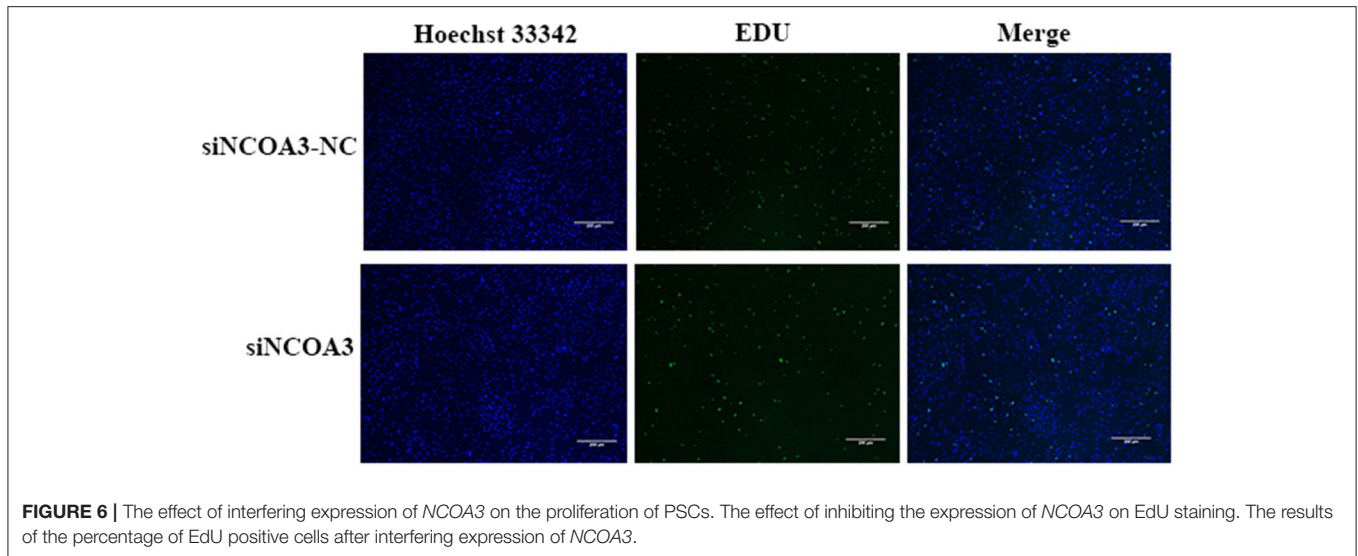 Hoechst 33342 EDU Merge
siNCOA3-NC
siNCOA3
FIGURE 6 | The effect of interfering expression of NCOA3 on the proliferation of PSCs. The effect of inhibiting the expression of NCOA3 on EdU staining. The results
of the percentage of EdU positive cells after interfering expression of NCOA3.